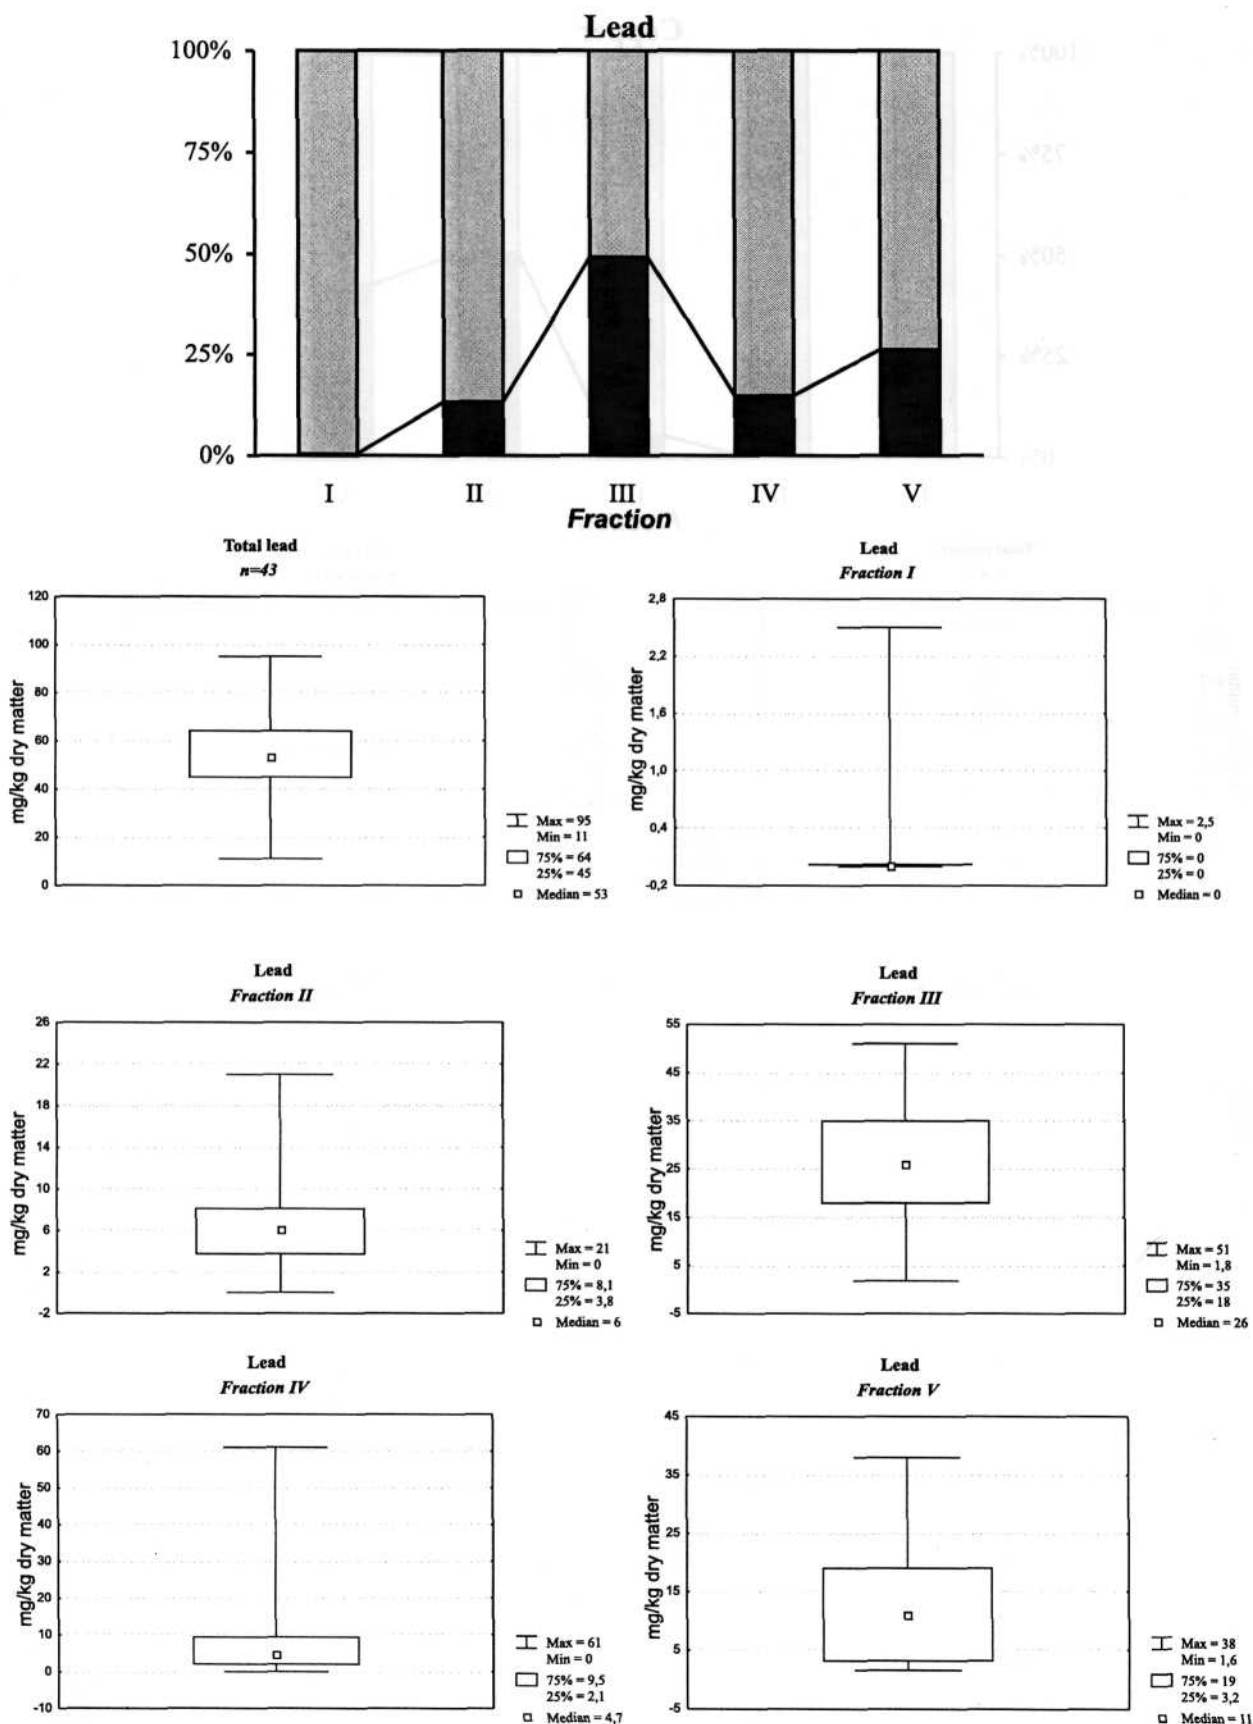 Lead
100%
75%
50%
25%
0%
I II III IV V
Fraction
Total lead
n=43
mg/kg dry matter
120
100
80
60
40
20
0
Max = 95
Min = 11
75% = 64
25% = 45
Median = 53
Lead
Fraction I
mg/kg dry matter
2,8
2,2
1,6
1,0
0,4
-0,2
Max = 2,5
Min = 0
75% = 0
25% = 0
Median = 0
Lead
Fraction II
mg/kg dry matter
26
22
18
14
10
6
2
-2
Max = 21
Min = 0
75% = 8,1
25% = 3,8
Median = 6
Lead
Fraction III
mg/kg dry matter
55
45
35
25
15
5
-5
Max = 51
Min = 1,8
75% = 35
25% = 18
Median = 26
Lead
Fraction IV
mg/kg dry matter
70
60
50
40
30
20
10
0
-10
Max = 61
Min = 0
75% = 9,5
25% = 2,1
Median = 4,7
Lead
Fraction V
mg/kg dry matter
45
35
25
15
5
-5
Max = 38
Min = 1,6
75% = 19
25% = 3,2
Median = 11